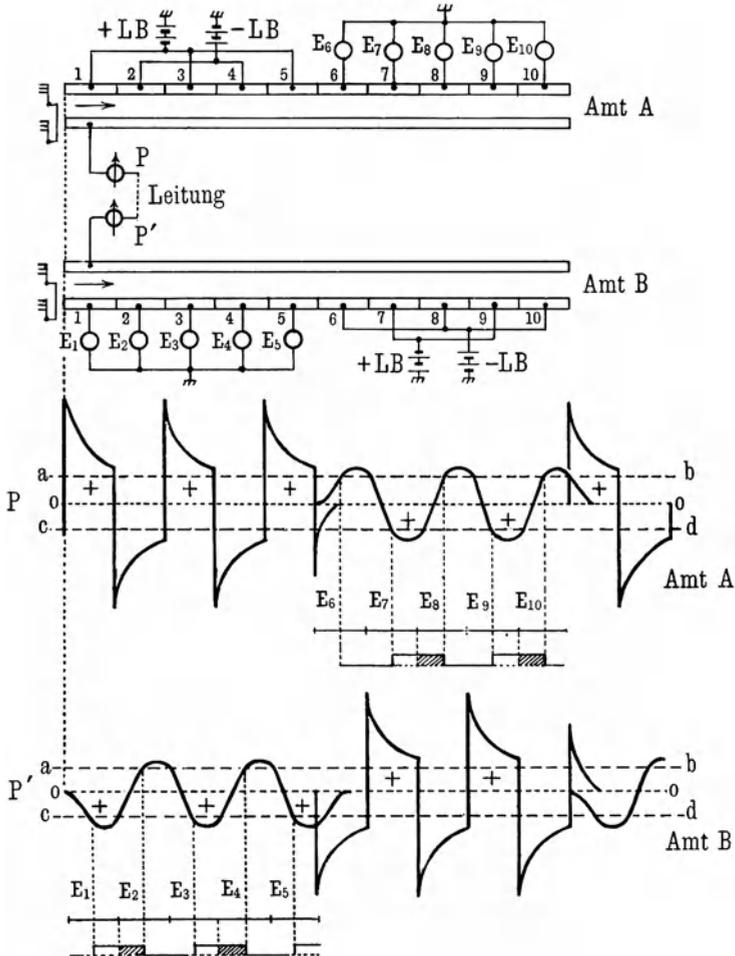 +LB -LB
E6 E7 E8 E9 E10
1 2 3 4 5 6 7 8 9 10
Amt A
P
Leitung
P'
Amt B
1 2 3 4 5 6 7 8 9 10
E1 E2 E3 E4 E5
+LB -LB
a b
+ + + + + +
P o o
c d
Amt A
E6 E7 E8 E9 E10
a b
P' o o
+ + + + +
c d
Amt B
E1 E2 E3 E4 E5